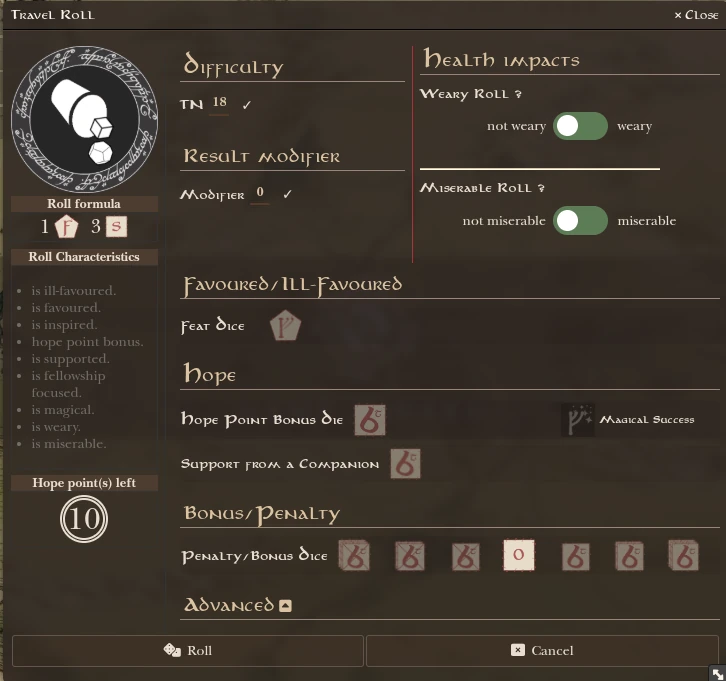 Travel Roll
× Close
Roll formula
1 F 3 S
Roll Characteristics
is ill-favoured.
is favoured.
is inspired.
hope point bonus.
is supported.
is fellowship
focused.
is magical.
is weary.
is miserable.
Hope point(s) left
10
Difficulty
TN 18 ✓
Result modifier
Modifier 0 ✓
Health impacts
Weary Roll ?
not weary weary
Miserable Roll ?
not miserable miserable
Favoured/Ill-Favoured
Feat Dice
Hope
Hope Point Bonus Die
Magical Success
Support from a Companion
Bonus/Penalty
Penalty/Bonus Dice 0
Advanced
Roll
Cancel